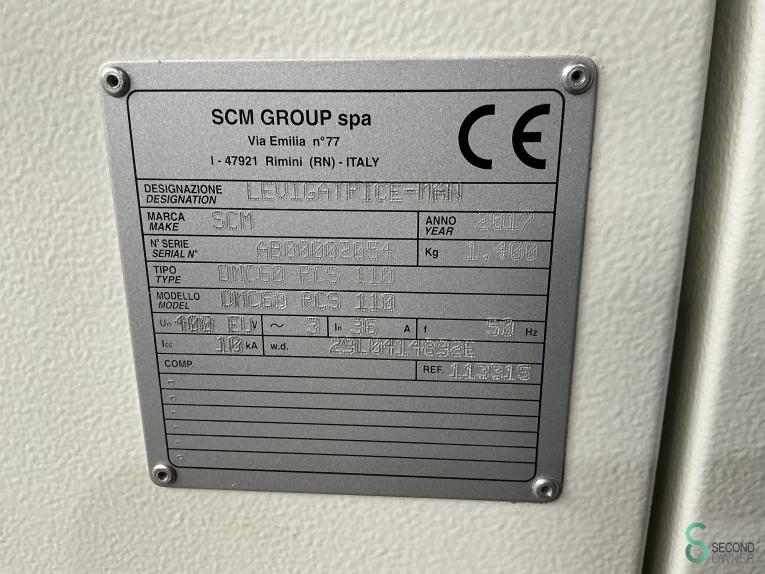 SCM GROUP spa
Via Emilia n°77
I - 47921 Rimini (RN) - ITALY
CE
DESIGNAZIONE LEVIGATRICE-MAN
DESIGNATION
MARCA SCM ANNO 2017
MAKE YEAR
N° SERIE AB00002054 Kg 1,400
SERIAL N°
TIPO DMC60 RCS 110
TYPE
MODELLO DMC60 RCS 110
MODEL
Un 400 EU V ~ 3 In 36 A f 50 Hz
Icc 10 kA w.d. Z9L0414692E
COMP. REF. 113315
SECOND
OWNER